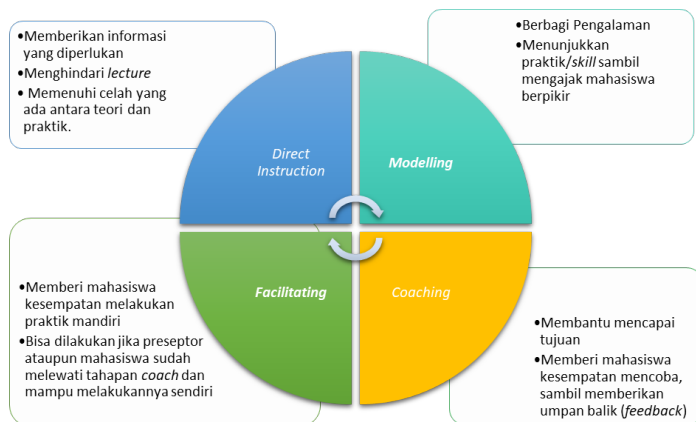 •Memberikan informasi
yang diperlukan
•Menghindari lecture
• Memenuhi celah yang
ada antara teori dan
praktik.
•Berbagi Pengalaman
•Menunjukkan
praktik/skill sambil
mengajak mahasiswa
berpikir
Direct
Instruction
Modelling
Facilitating
Coaching
•Memberi mahasiswa
kesempatan melakukan
praktik mandiri
•Bisa dilakukan jika preseptor
ataupun mahasiswa sudah
melewati tahapan coach dan
mampu melakukannya sendiri
•Membantu mencapai
tujuan
•Memberi mahasiswa
kesempatan mencoba,
sambil memberikan
umpan balik (feedback)